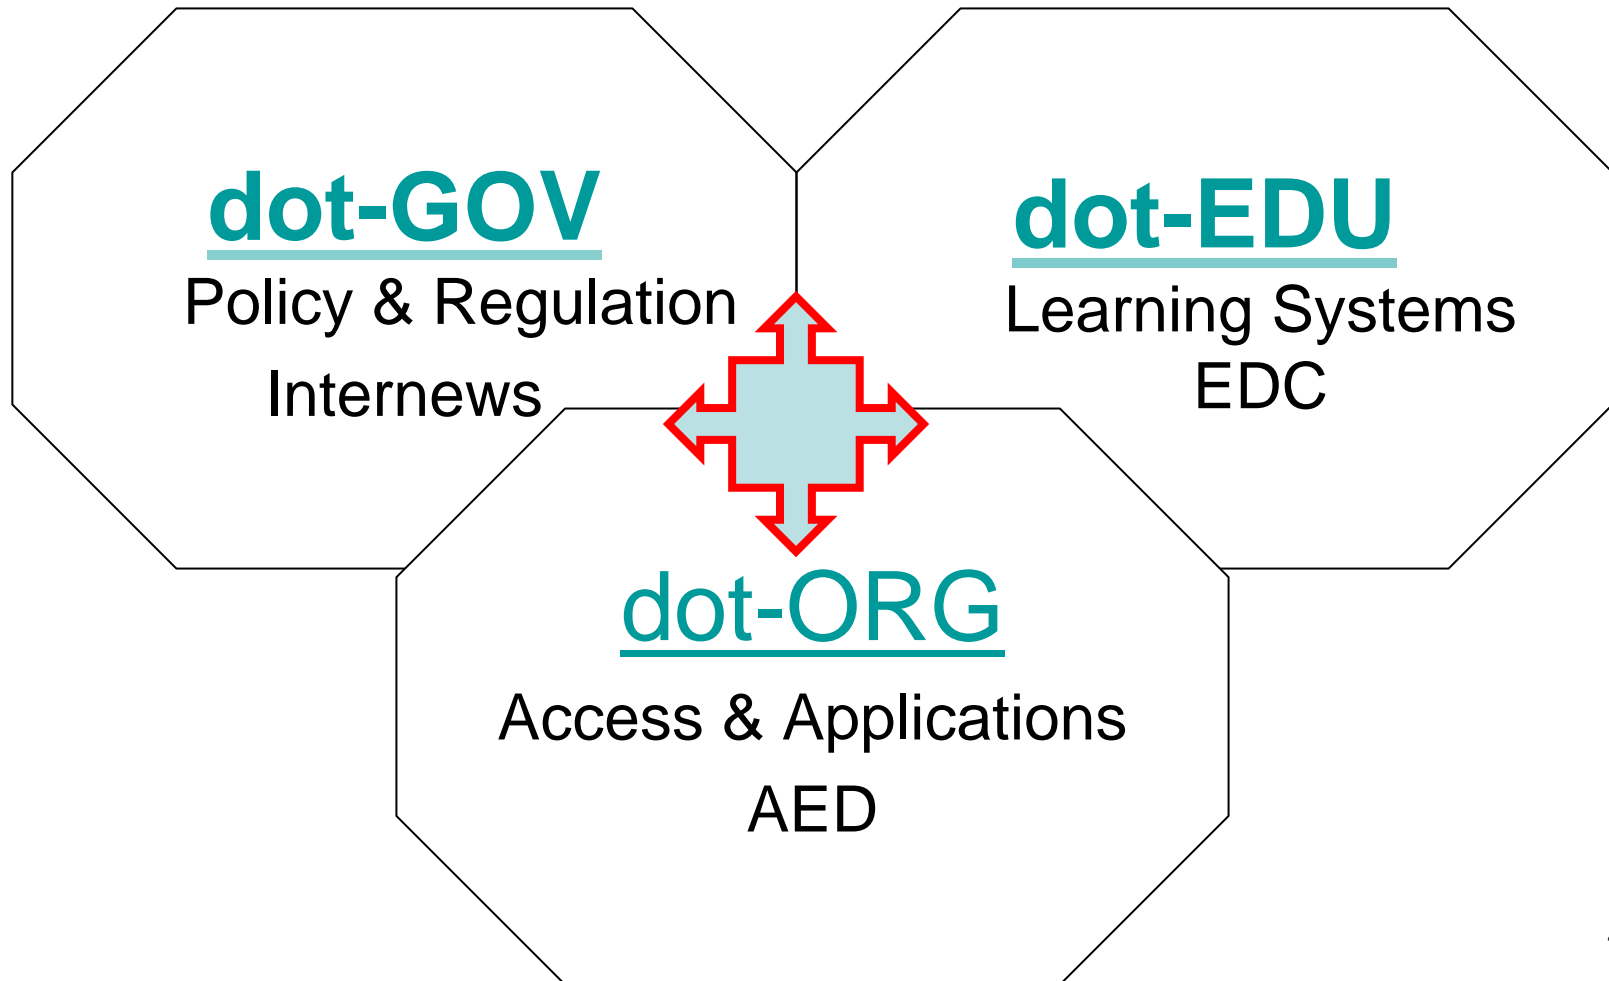 dot-GOV
Policy & Regulation
Internews
dot-EDU
Learning Systems
EDC
dot-ORG
Access & Applications
AED